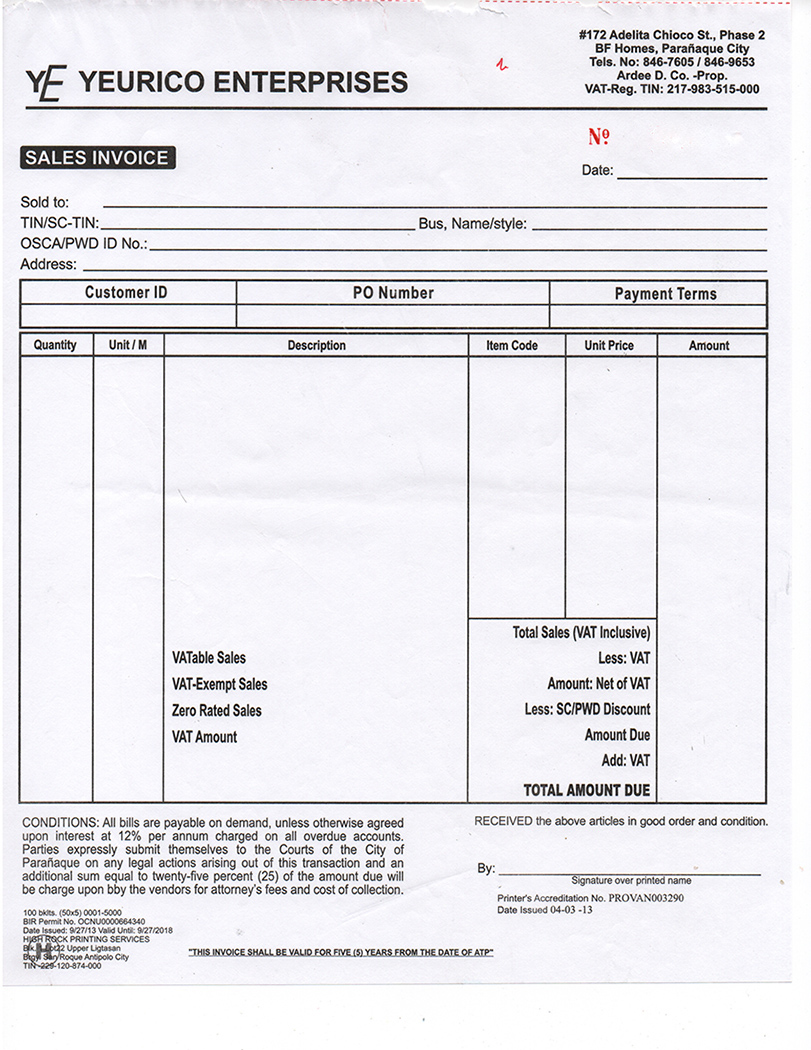 #172 Adelita Chioco St., Phase 2
BF Homes, Parañaque City
Tels. No: 846-7605 / 846-9653
Ardee D. Co. -Prop.
VAT-Reg. TIN: 217-983-515-000
YE YEURICO ENTERPRISES
Nº
SALES INVOICE
Date:
Sold to:
TIN/SC-TIN: Bus, Name/style:
OSCA/PWD ID No.:
Address:
Customer ID PO Number Payment Terms
Quantity Unit / M Description Item Code Unit Price Amount
Total Sales (VAT Inclusive)
VATable Sales Less: VAT
VAT-Exempt Sales Amount: Net of VAT
Zero Rated Sales Less: SC/PWD Discount
VAT Amount Amount Due
Add: VAT
TOTAL AMOUNT DUE
CONDITIONS: All bills are payable on demand, unless otherwise agreed
upon interest at 12% per annum charged on all overdue accounts.
Parties expressly submit themselves to the Courts of the City of
Parañaque on any legal actions arising out of this transaction and an
additional sum equal to twenty-five percent (25) of the amount due will
be charge upon bby the vendors for attorney's fees and cost of collection.
RECEIVED the above articles in good order and condition.
By:
Signature over printed name
Printer's Accreditation No. PROVAN003290
Date Issued 04-03 -13
100 bklts. (50x5) 0001-5000
BIR Permit No. OCNU0000664340
Date Issued: 9/27/13 Valid Until: 9/27/2018
HIGH ROCK PRINTING SERVICES
Blk. 22 Upper Ligtasan
Brgy. San Roque Antipolo City
TIN -229-120-874-000
"THIS INVOICE SHALL BE VALID FOR FIVE (5) YEARS FROM THE DATE OF ATP"